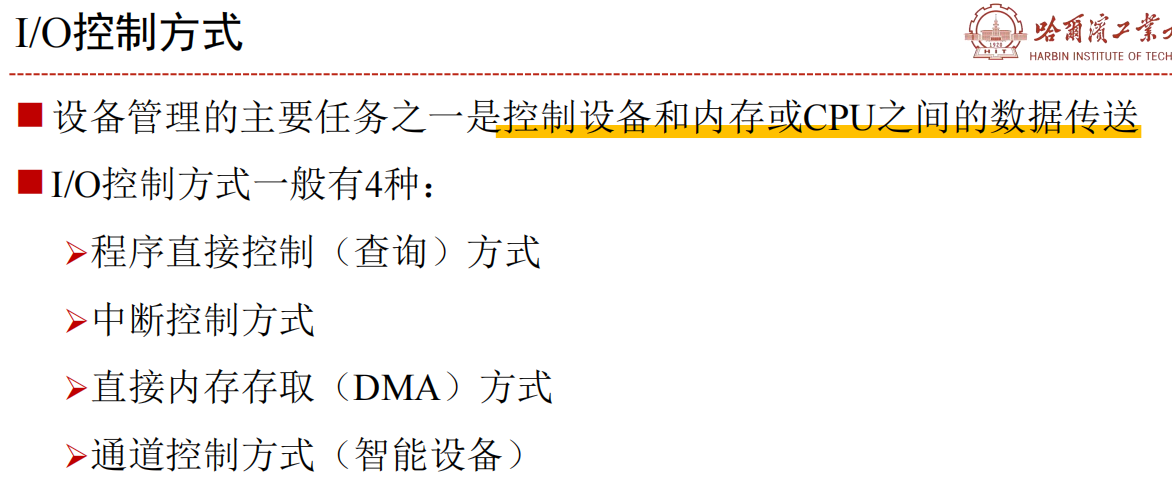 I/O控制方式
哈爾濱工業大
HARBIN INSTITUTE OF TECH
1920
HIT
设备管理的主要任务之一是控制设备和内存或CPU之间的数据传送
I/O控制方式一般有4种：
程序直接控制（查询）方式
中断控制方式
直接内存存取（DMA）方式
通道控制方式（智能设备）